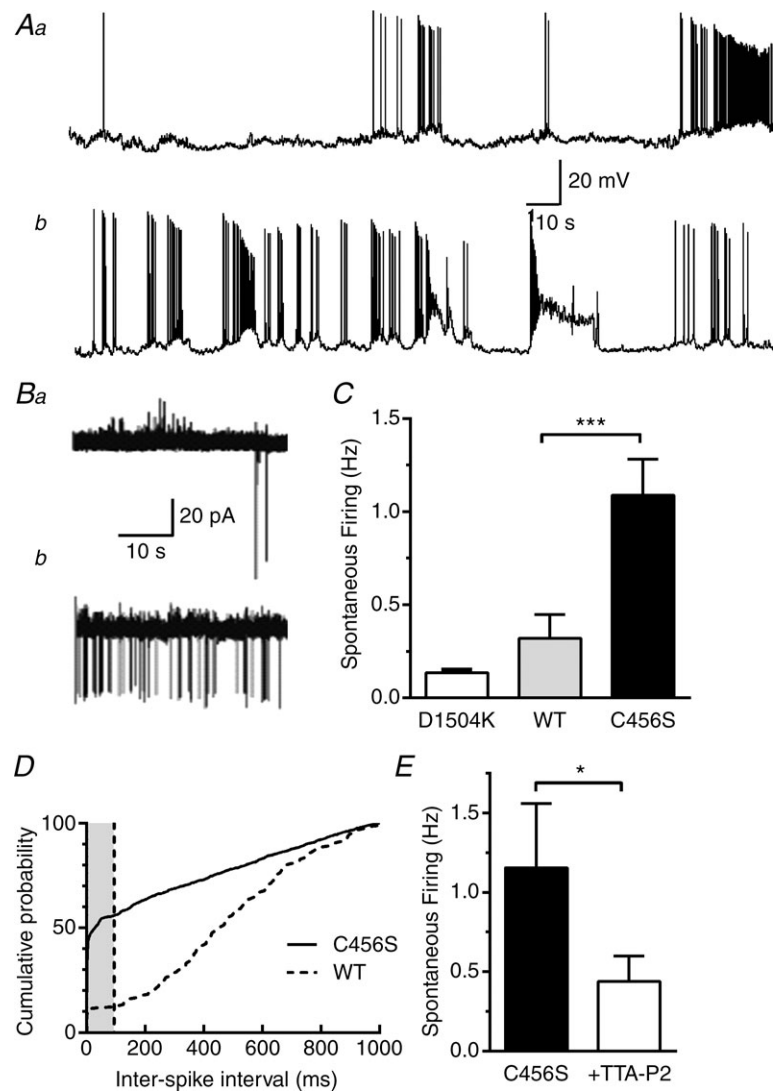 Aa
20 mV
10 s
b
Ba
20 pA
10 s
b
C
Spontaneous Firing (Hz)
1.5
1.0
0.5
0.0
***
D1504K
WT
C456S
D
Cumulative probability
100
50
0
C456S
WT
0
200
400
600
800
1000
Inter-spike interval (ms)
E
Spontaneous Firing (Hz)
1.5
1.0
0.5
0.0
*
C456S
+TTA-P2